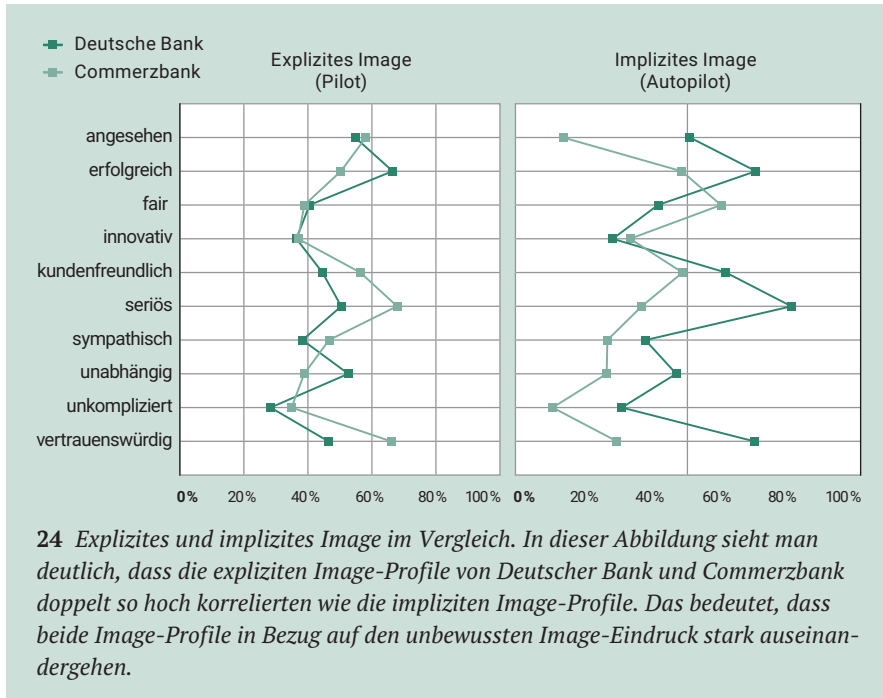 Deutsche Bank
Commerzbank
Explizites Image
(Pilot)
Implizites Image
(Autopilot)
angesehen
erfolgreich
fair
innovativ
kundenfreundlich
seriös
sympathisch
unabhängig
unkompliziert
vertrauenswürdig
0% 20% 40% 60% 80% 100%
0% 20% 40% 60% 80% 100%
24 Explizites und implizites Image im Vergleich. In dieser Abbildung sieht man
deutlich, dass die expliziten Image-Profile von Deutscher Bank und Commerzbank
doppelt so hoch korrelierten wie die impliziten Image-Profile. Das bedeutet, dass
beide Image-Profile in Bezug auf den unbewussten Image-Eindruck stark auseinan-
dergehen.